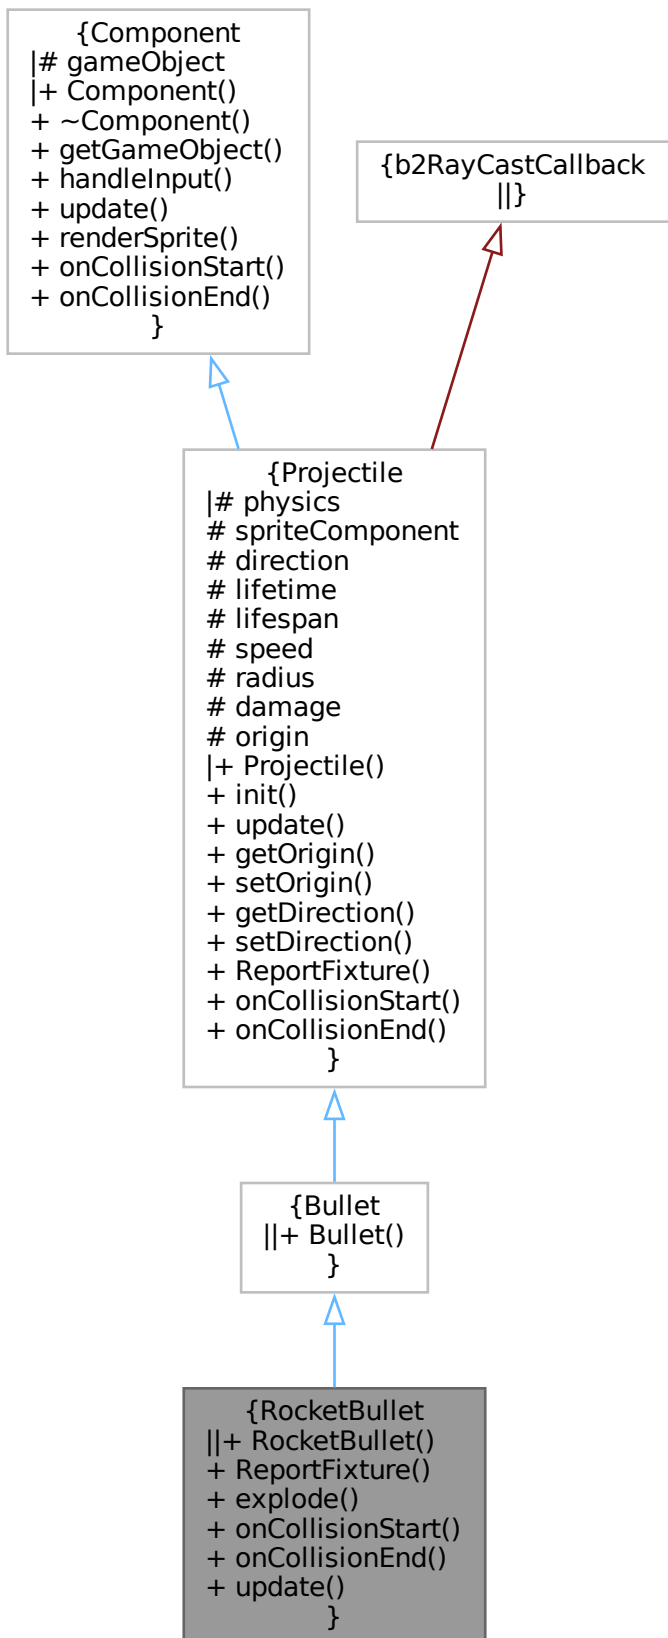 {Component
|# gameObject
|+ Component()
+ ~Component()
+ getGameObject()
+ handleInput()
+ update()
+ renderSprite()
+ onCollisionStart()
+ onCollisionEnd()
}
{b2RayCastCallback
||}
{Projectile
|# physics
# spriteComponent
# direction
# lifetime
# lifespan
# speed
# radius
# damage
# origin
|+ Projectile()
+ init()
+ update()
+ getOrigin()
+ setOrigin()
+ getDirection()
+ setDirection()
+ ReportFixture()
+ onCollisionStart()
+ onCollisionEnd()
}
{Bullet
||+ Bullet()
}
{RocketBullet
||+ RocketBullet()
+ ReportFixture()
+ explode()
+ onCollisionStart()
+ onCollisionEnd()
+ update()
}